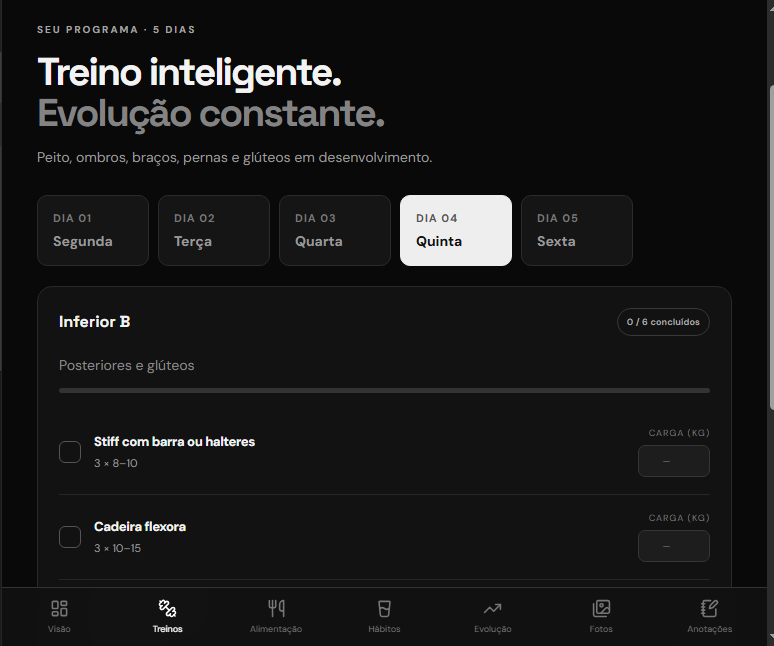 SEU PROGRAMA · 5 DIAS
Treino inteligente.
Evolução constante.
Peito, ombros, braços, pernas e glúteos em desenvolvimento.
DIA 01
Segunda
DIA 02
Terça
DIA 03
Quarta
DIA 04
Quinta
DIA 05
Sexta
Inferior B
0 / 6 concluídos
Posteriores e glúteos
Stiff com barra ou halteres
3 × 8–10
CARGA (KG)
–
Cadeira flexora
3 × 10–15
CARGA (KG)
–
Visão
Treinos
Alimentação
Hábitos
Evolução
Fotos
Anotações